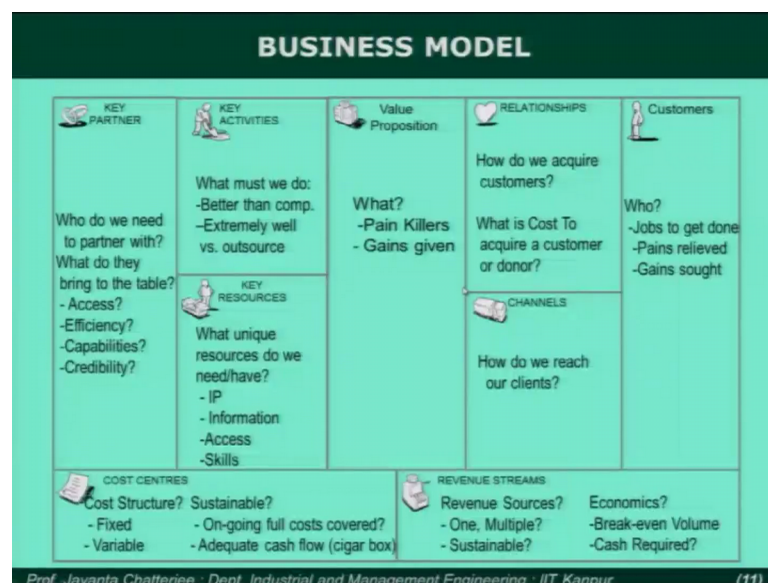 BUSINESS MODEL
KEY
PARTNER
Who do we need
to partner with?
What do they
bring to the table?
- Access?
-Efficiency?
-Capabilities?
-Credibility?
KEY
ACTIVITIES
What must we do:
-Better than comp.
–Extremely well
vs. outsource
KEY
RESOURCES
What unique
resources do we
need/have?
- IP
- Information
-Access
-Skills
Value
Proposition
What?
-Pain Killers
- Gains given
RELATIONSHIPS
How do we acquire
customers?
What is Cost To
acquire a customer
or donor?
CHANNELS
How do we reach
our clients?
Customers
Who?
-Jobs to get done
-Pains relieved
-Gains sought
COST CENTRES
Cost Structure?
- Fixed
- Variable
Sustainable?
- On-going full costs covered?
- Adequate cash flow (cigar box)
REVENUE STREAMS
Revenue Sources?
- One, Multiple?
- Sustainable?
Economics?
-Break-even Volume
-Cash Required?
Prof. Jayanta Chatterjee : Dept. Industrial and Management Engineering : IIT Kanpur
(11)